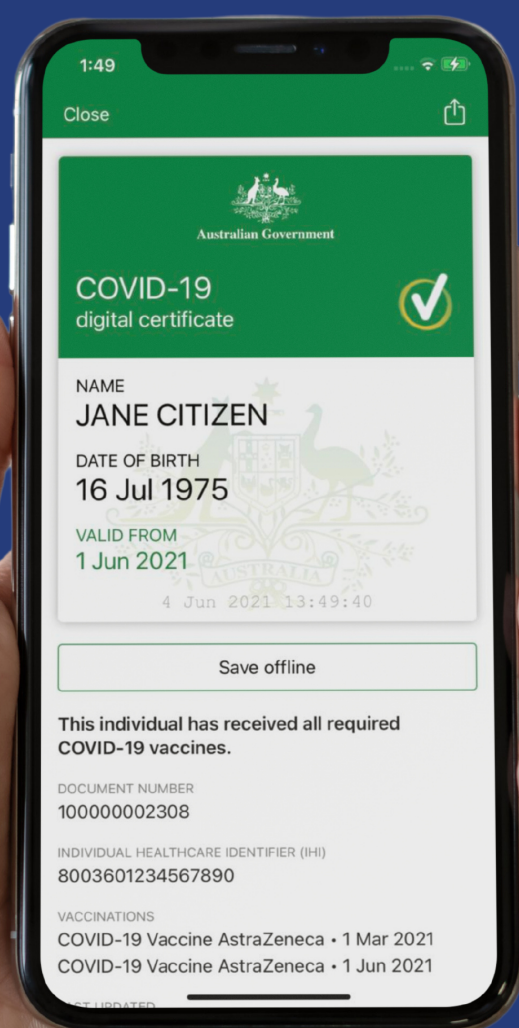 1:49
Close
Australian Government
COVID-19
digital certificate
NAME
JANE CITIZEN
DATE OF BIRTH
16 Jul 1975
VALID FROM
1 Jun 2021
AUSTRALIA
4 Jun 2021 13:49:40
Save offline
This individual has received all required
COVID-19 vaccines.
DOCUMENT NUMBER
100000002308
INDIVIDUAL HEALTHCARE IDENTIFIER (IHI)
8003601234567890
VACCINATIONS
COVID-19 Vaccine AstraZeneca • 1 Mar 2021
COVID-19 Vaccine AstraZeneca • 1 Jun 2021
LAST UPDATED